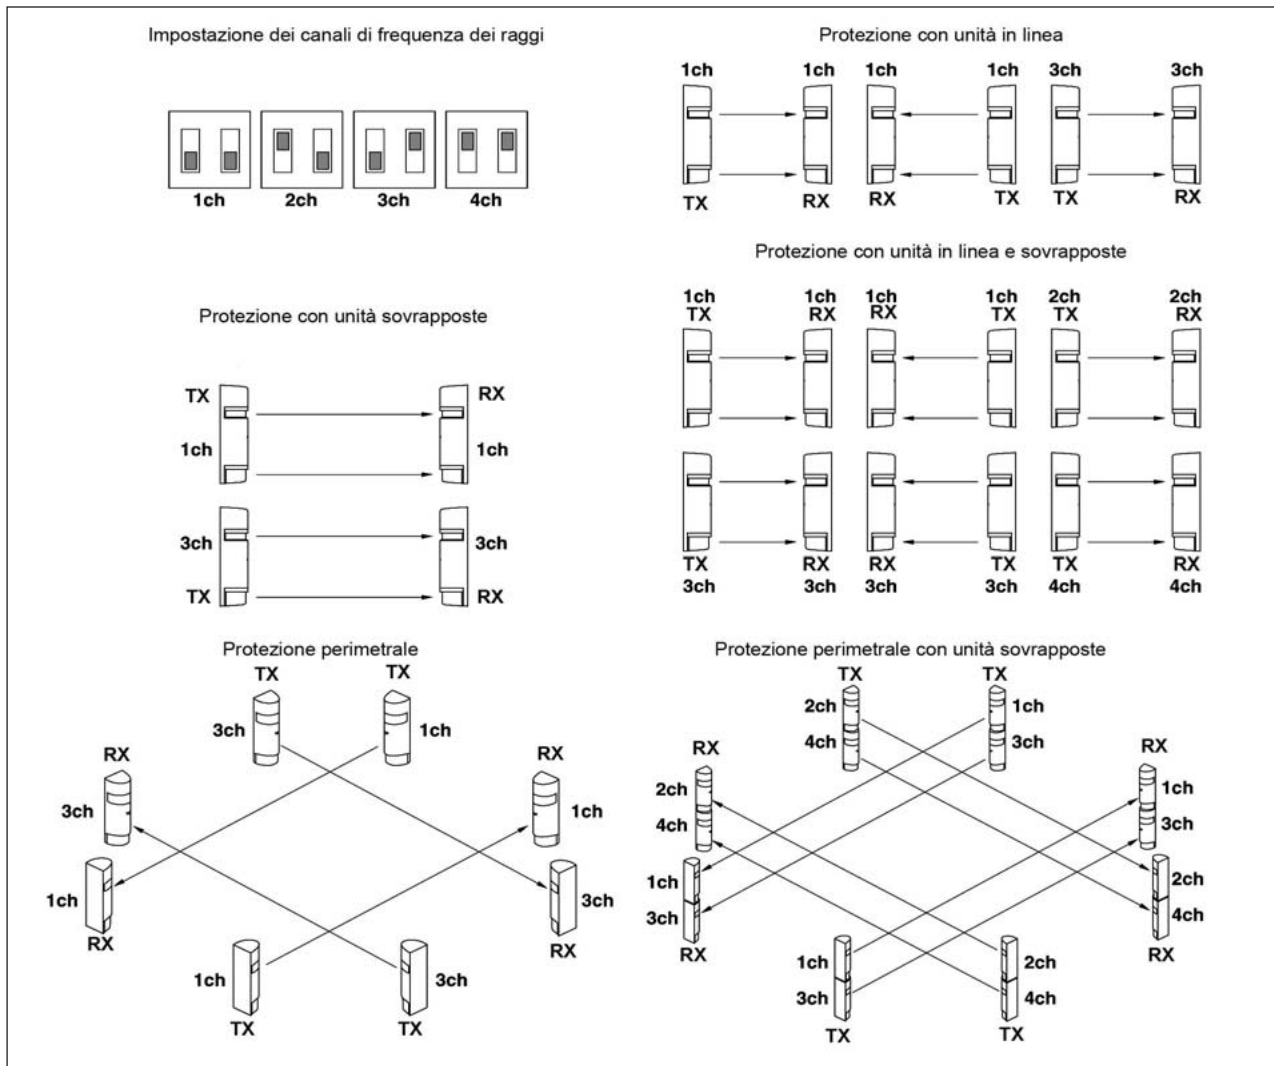 Impostazione dei canali di frequenza dei raggi
1ch 2ch 3ch 4ch
Protezione con unità in linea
1ch 1ch 1ch 1ch 3ch 3ch
TX RX RX TX TX RX
Protezione con unità sovrapposte
TX RX
1ch 1ch
3ch 3ch
TX RX
Protezione con unità in linea e sovrapposte
1ch 1ch 1ch 1ch 2ch 2ch
TX RX RX TX TX RX
TX RX RX TX TX RX
3ch 3ch 3ch 3ch 4ch 4ch
Protezione perimetrale
TX TX
3ch 1ch
RX RX
3ch 1ch
1ch 3ch
RX RX
1ch 3ch
TX TX
Protezione perimetrale con unità sovrapposte
TX TX
2ch 1ch
4ch 3ch
RX RX
2ch 1ch
4ch 3ch
1ch 2ch
3ch 4ch
RX RX
1ch 2ch
3ch 4ch
TX TX